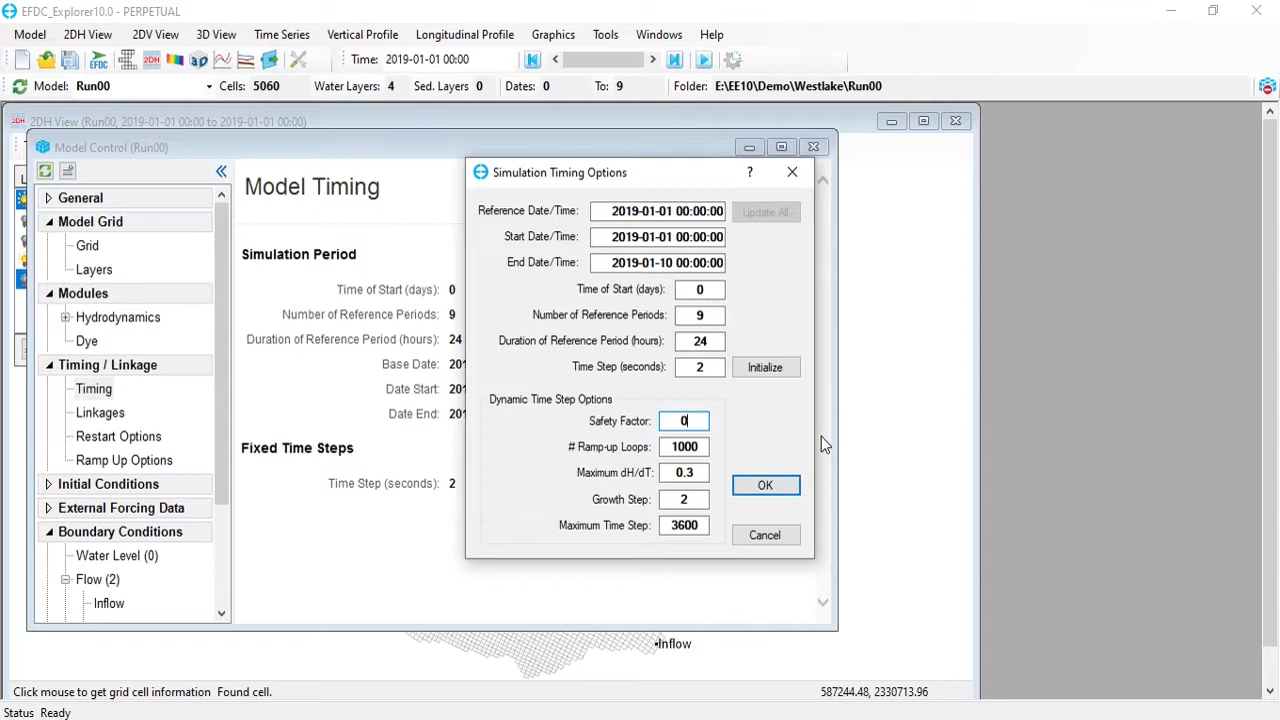 EFDC_Explorer10.0 - PERPETUAL
Model 2DH View 2DV View 3D View Time Series Vertical Profile Longitudinal Profile Graphics Tools Windows Help
EFDC 2DH 3D Time: 2019-01-01 00:00
Model: Run00 Cells: 5060 Water Layers: 4 Sed. Layers 0 Dates: 0 To: 9 Folder: E:\EE10\Demo\Westlake\Run00
2DH 2DH View (Run00, 2019-01-01 00:00 to 2019-01-01 00:00)
Model Control (Run00)
General
Model Grid
Grid
Layers
Modules
Hydrodynamics
Dye
Timing / Linkage
Timing
Linkages
Restart Options
Ramp Up Options
Initial Conditions
External Forcing Data
Boundary Conditions
Water Level (0)
Flow (2)
Inflow
Model Timing
Simulation Period
Time of Start (days): 0
Number of Reference Periods: 9
Duration of Reference Period (hours): 24
Base Date: 201
Date Start: 201
Date End: 201
Fixed Time Steps
Time Step (seconds): 2
Simulation Timing Options ?
Reference Date/Time: 2019-01-01 00:00:00 Update All
Start Date/Time: 2019-01-01 00:00:00
End Date/Time: 2019-01-10 00:00:00
Time of Start (days): 0
Number of Reference Periods: 9
Duration of Reference Period (hours): 24
Time Step (seconds): 2 Initialize
Dynamic Time Step Options
Safety Factor: 0
# Ramp-up Loops: 1000
Maximum dH/dT: 0.3
OK
Growth Step: 2
Maximum Time Step: 3600
Cancel
Inflow
Click mouse to get grid cell information Found cell. 587244.48, 2330713.96
Status Ready